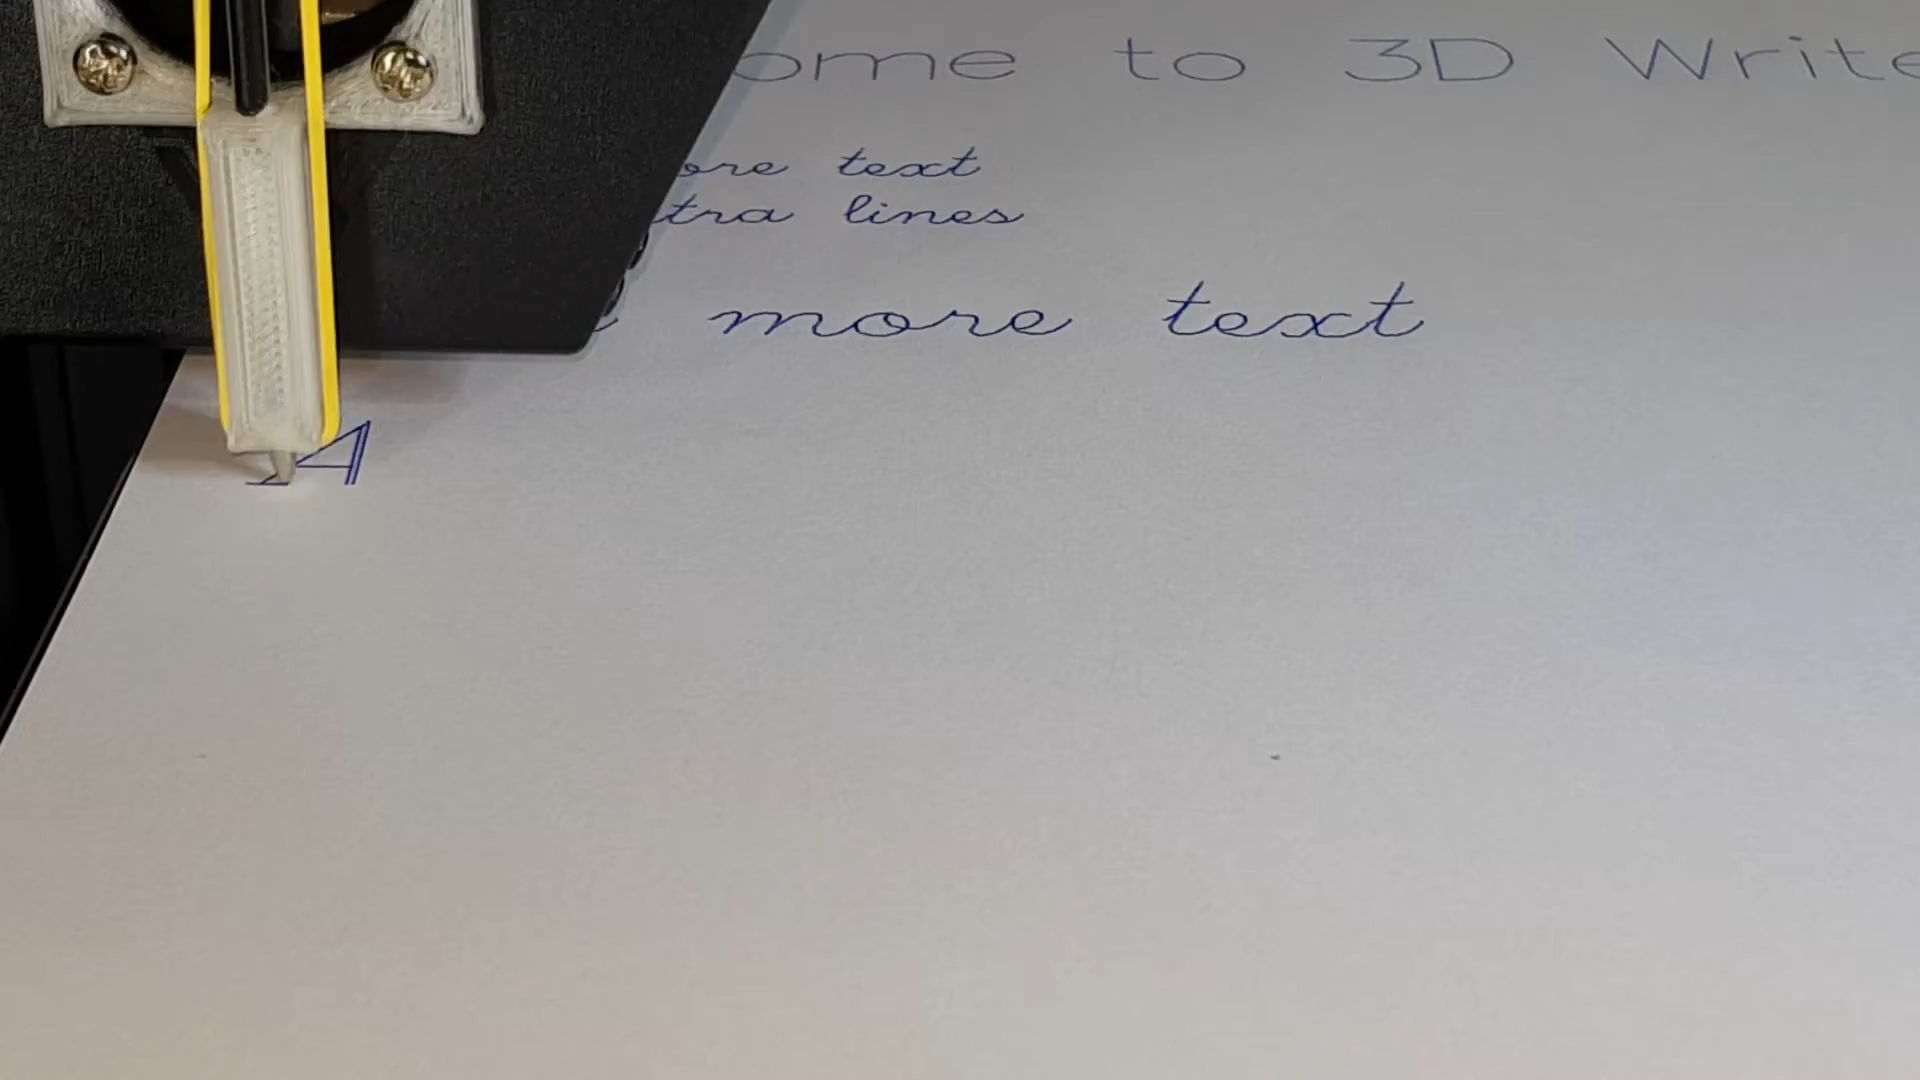 ome to 3D Write
ore text
tra lines
more text
A